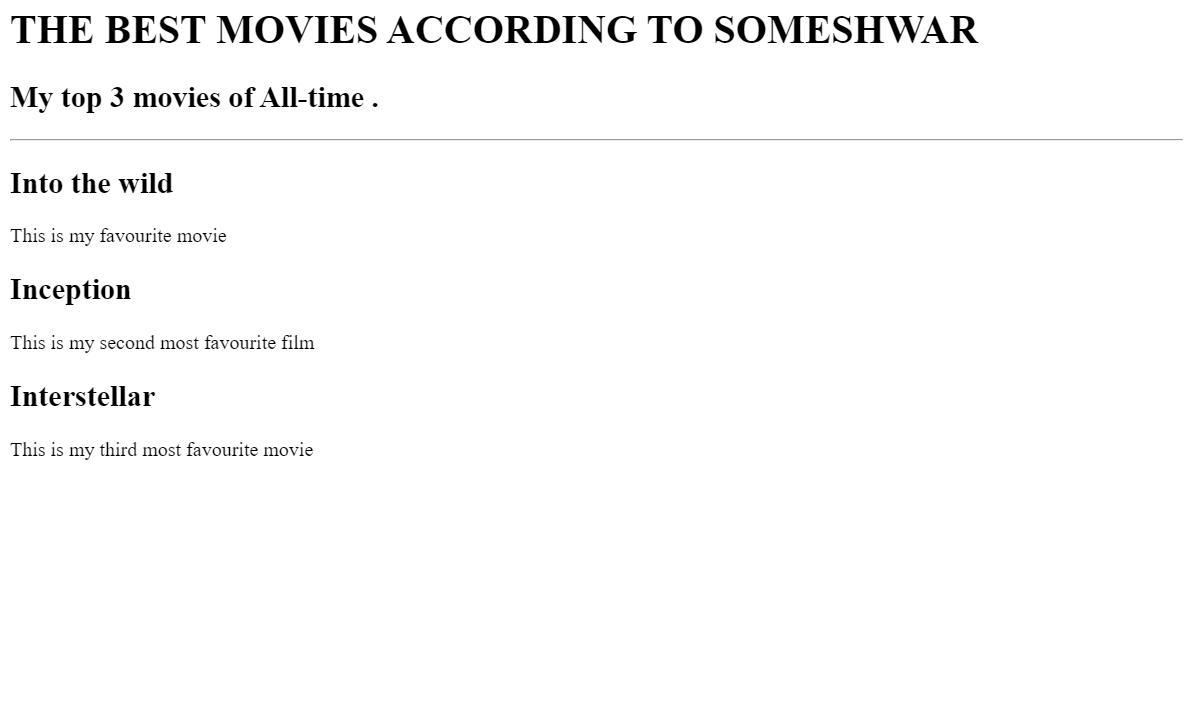 THE BEST MOVIES ACCORDING TO SOMESHWAR
My top 3 movies of All-time .
Into the wild
This is my favourite movie
Inception
This is my second most favourite film
Interstellar
This is my third most favourite movie